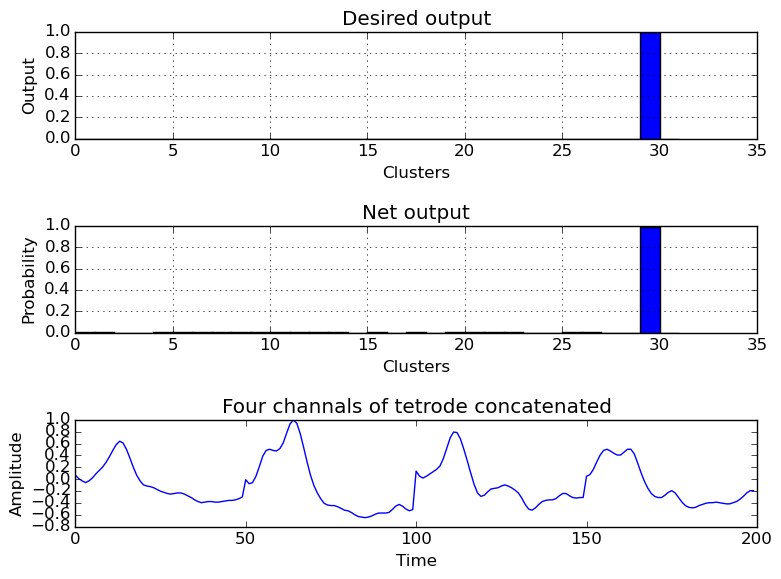 Desired output
1.0
0.8
0.6
0.4
0.2
0.0
Output
0 5 10 15 20 25 30 35
Clusters
Net output
1.0
0.8
0.6
0.4
0.2
0.0
Probability
0 5 10 15 20 25 30 35
Clusters
Four channels of tetrode concatenated
1.0
0.8
0.6
0.4
0.2
0.0
−0.2
−0.4
−0.6
−0.8
Amplitude
0 50 100 150 200
Time